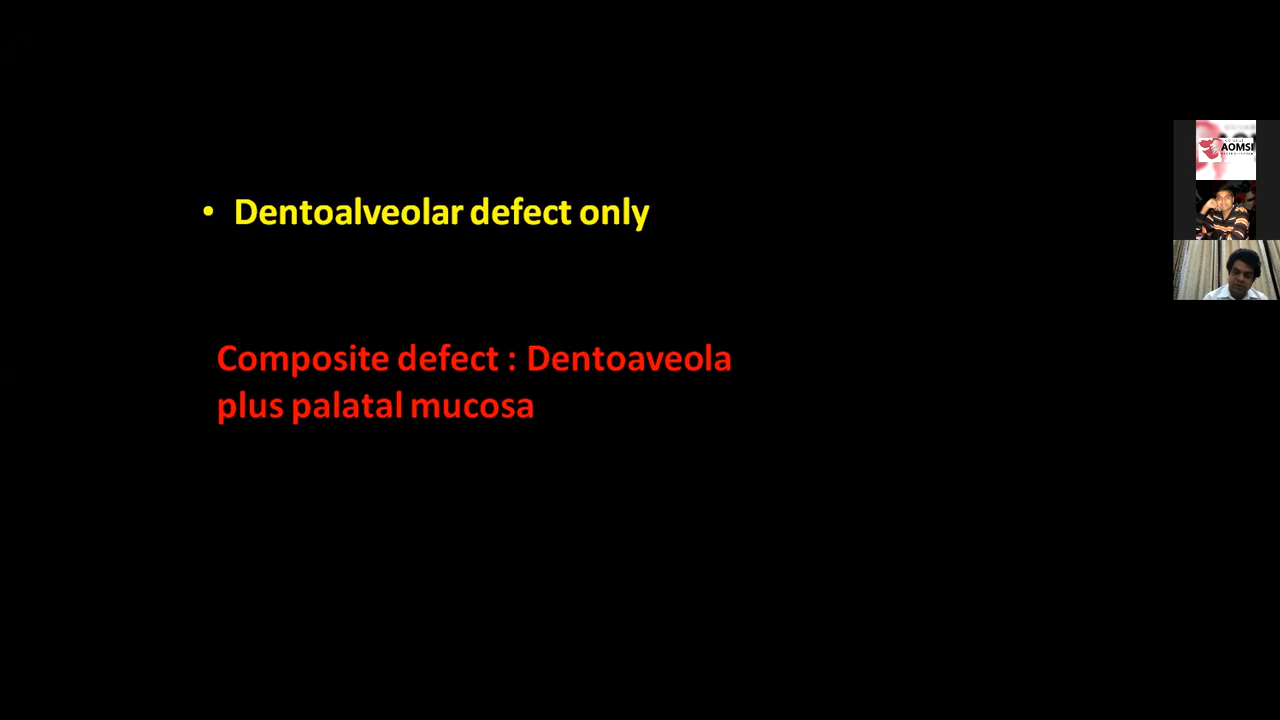 • Dentoalveolar defect only
Composite defect : Dentoaveola
plus palatal mucosa
AOMSI